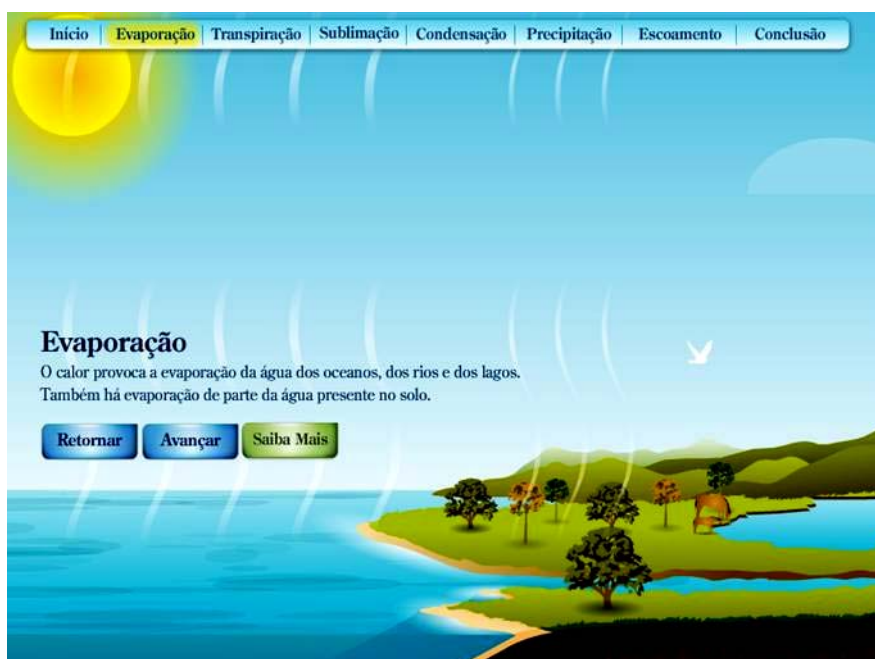 Início Evaporação Transpiração Sublimação Condensação Precipitação Escoamento Conclusão
Evaporação
O calor provoca a evaporação da água dos oceanos, dos rios e dos lagos.
Também há evaporação de parte da água presente no solo.
Retornar Avançar Saiba Mais